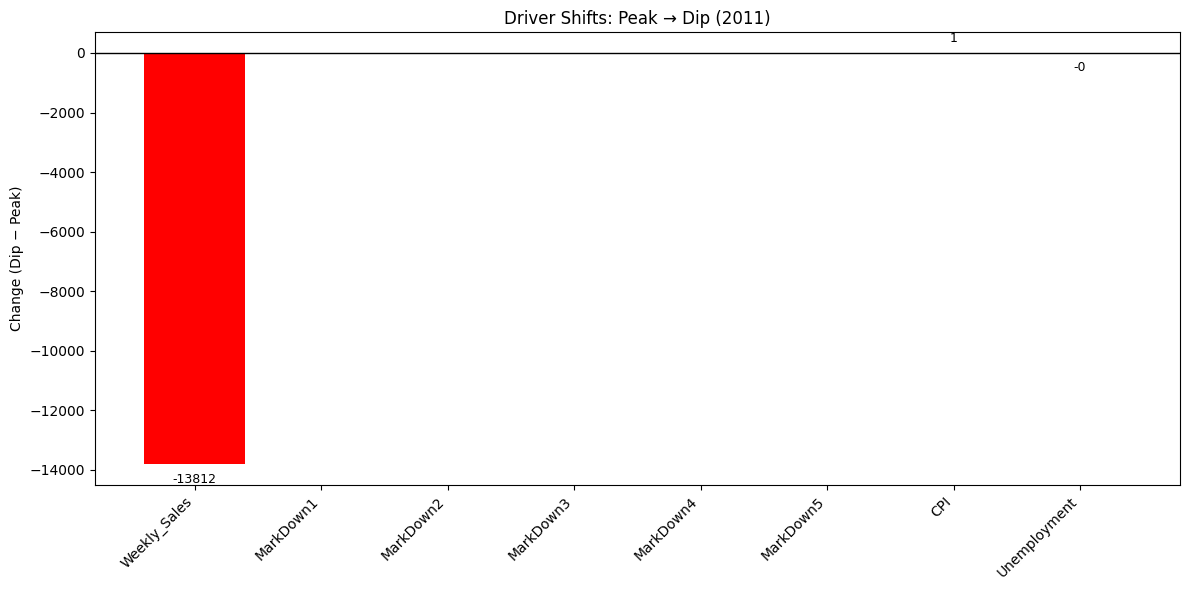 Driver Shifts: Peak → Dip (2011)
1
0
-0
−2000
−4000
−6000
−8000
−10000
−12000
−14000
-13812
Change (Dip − Peak)
Weekly_Sales
MarkDown1
MarkDown2
MarkDown3
MarkDown4
MarkDown5
CPI
Unemployment